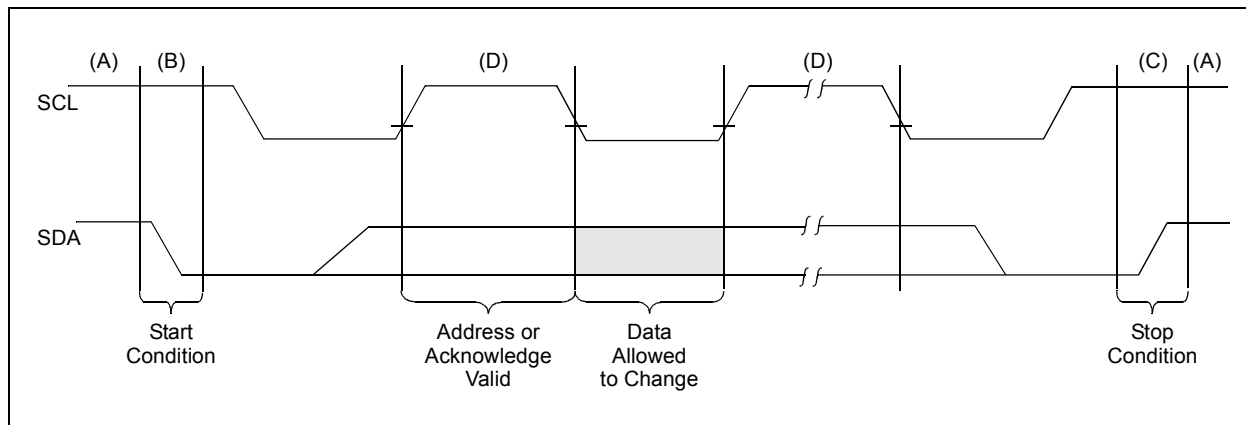 (A) (B) (D) (D) (C) (A)
SCL
SDA
Start
Condition
Address or
Acknowledge
Valid
Data
Allowed
to Change
Stop
Condition